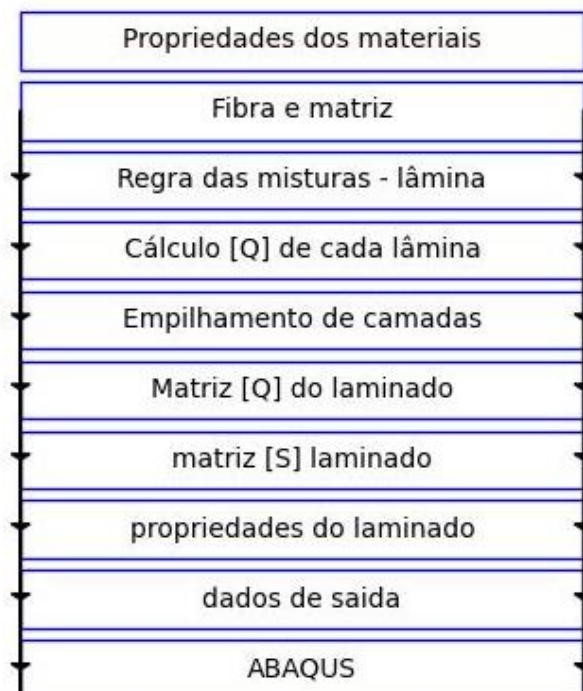 Propriedades dos materiais
Fibra e matriz
Regra das misturas - lâmina
Cálculo [Q] de cada lâmina
Empilhamento de camadas
Matriz [Q] do laminado
matriz [S] laminado
propriedades do laminado
dados de saida
ABAQUS